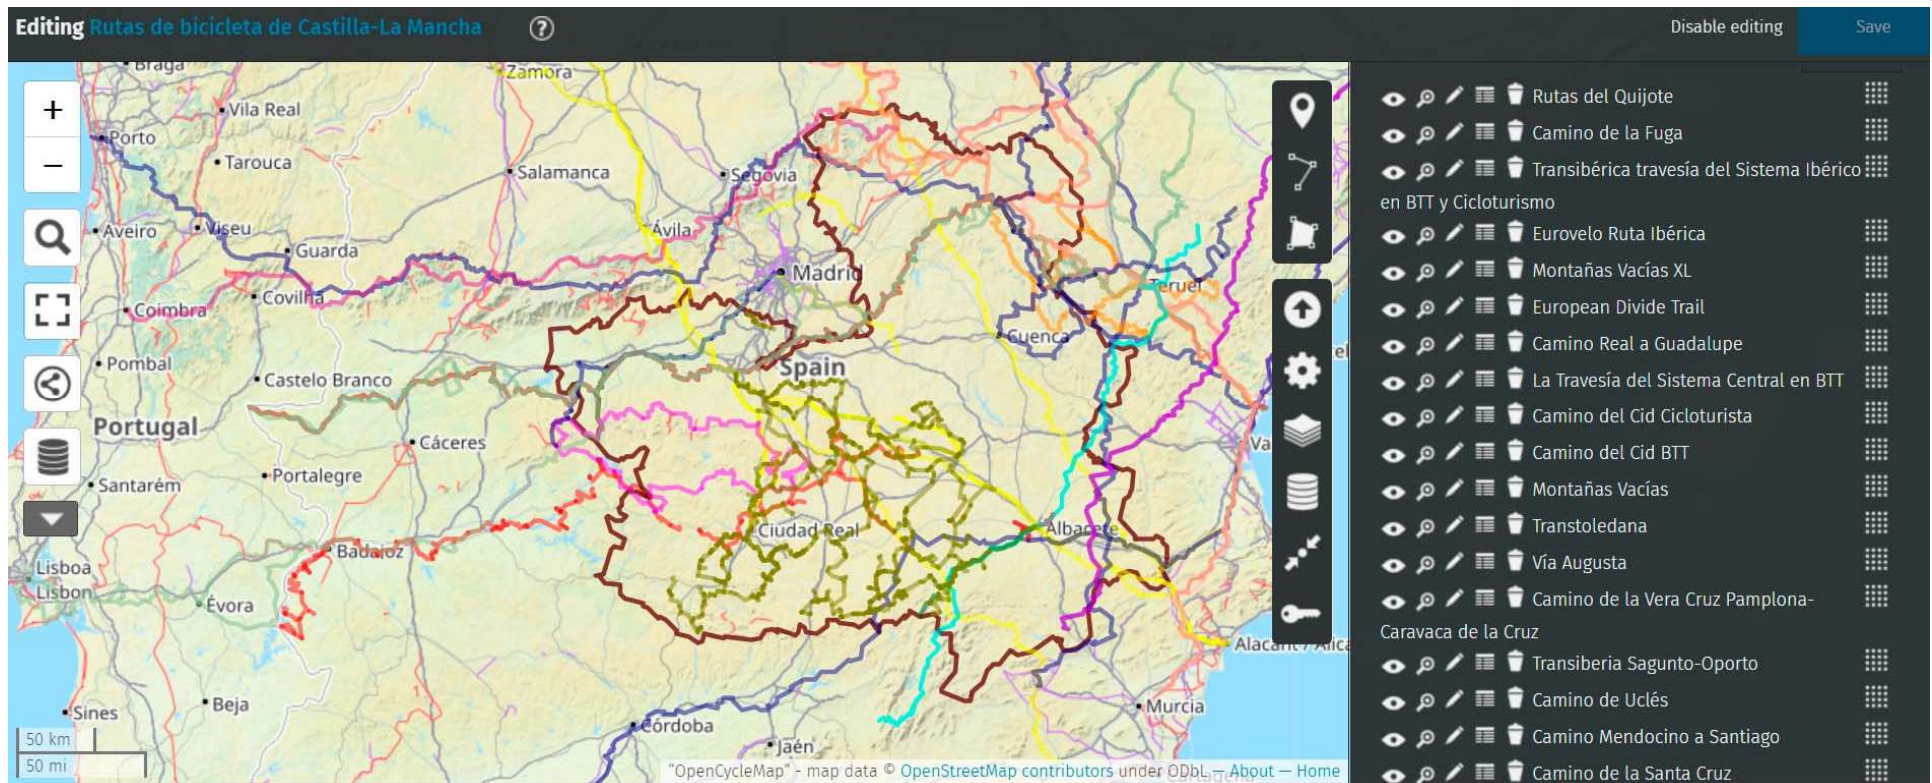 Editing Rutas de bicicleta de Castilla-La Mancha ?
Disable editing
Save
Braga
Zamora
Vila Real
Porto
Tarouca
Salamanca
Segovia
Aveiro
Viseu
Ávila
Guarda
Madrid
Teruel
Covilhã
Coimbra
Cuenca
Pombal
Castelo Branco
Spain
Portugal
Cáceres
Portalegre
Santarém
Ciudad Real
Albacete
Badajoz
Lisboa
Lisbon
Évora
Beja
Sines
Murcia
Córdoba
Jaén
50 km
50 mi
"OpenCycleMap" - map data © OpenStreetMap contributors under ODbL — About — Home
Rutas del Quijote
Camino de la Fuga
Transibérica travesía del Sistema Ibérico
en BTT y Cicloturismo
Eurovelo Ruta Ibérica
Montañas Vacías XL
European Divide Trail
Camino Real a Guadalupe
La Travesía del Sistema Central en BTT
Camino del Cid Cicloturista
Camino del Cid BTT
Montañas Vacías
Transtoledana
Vía Augusta
Camino de la Vera Cruz Pamplona-
Caravaca de la Cruz
Transiberia Sagunto-Oporto
Camino de Uclés
Camino Mendocino a Santiago
Camino de la Santa Cruz